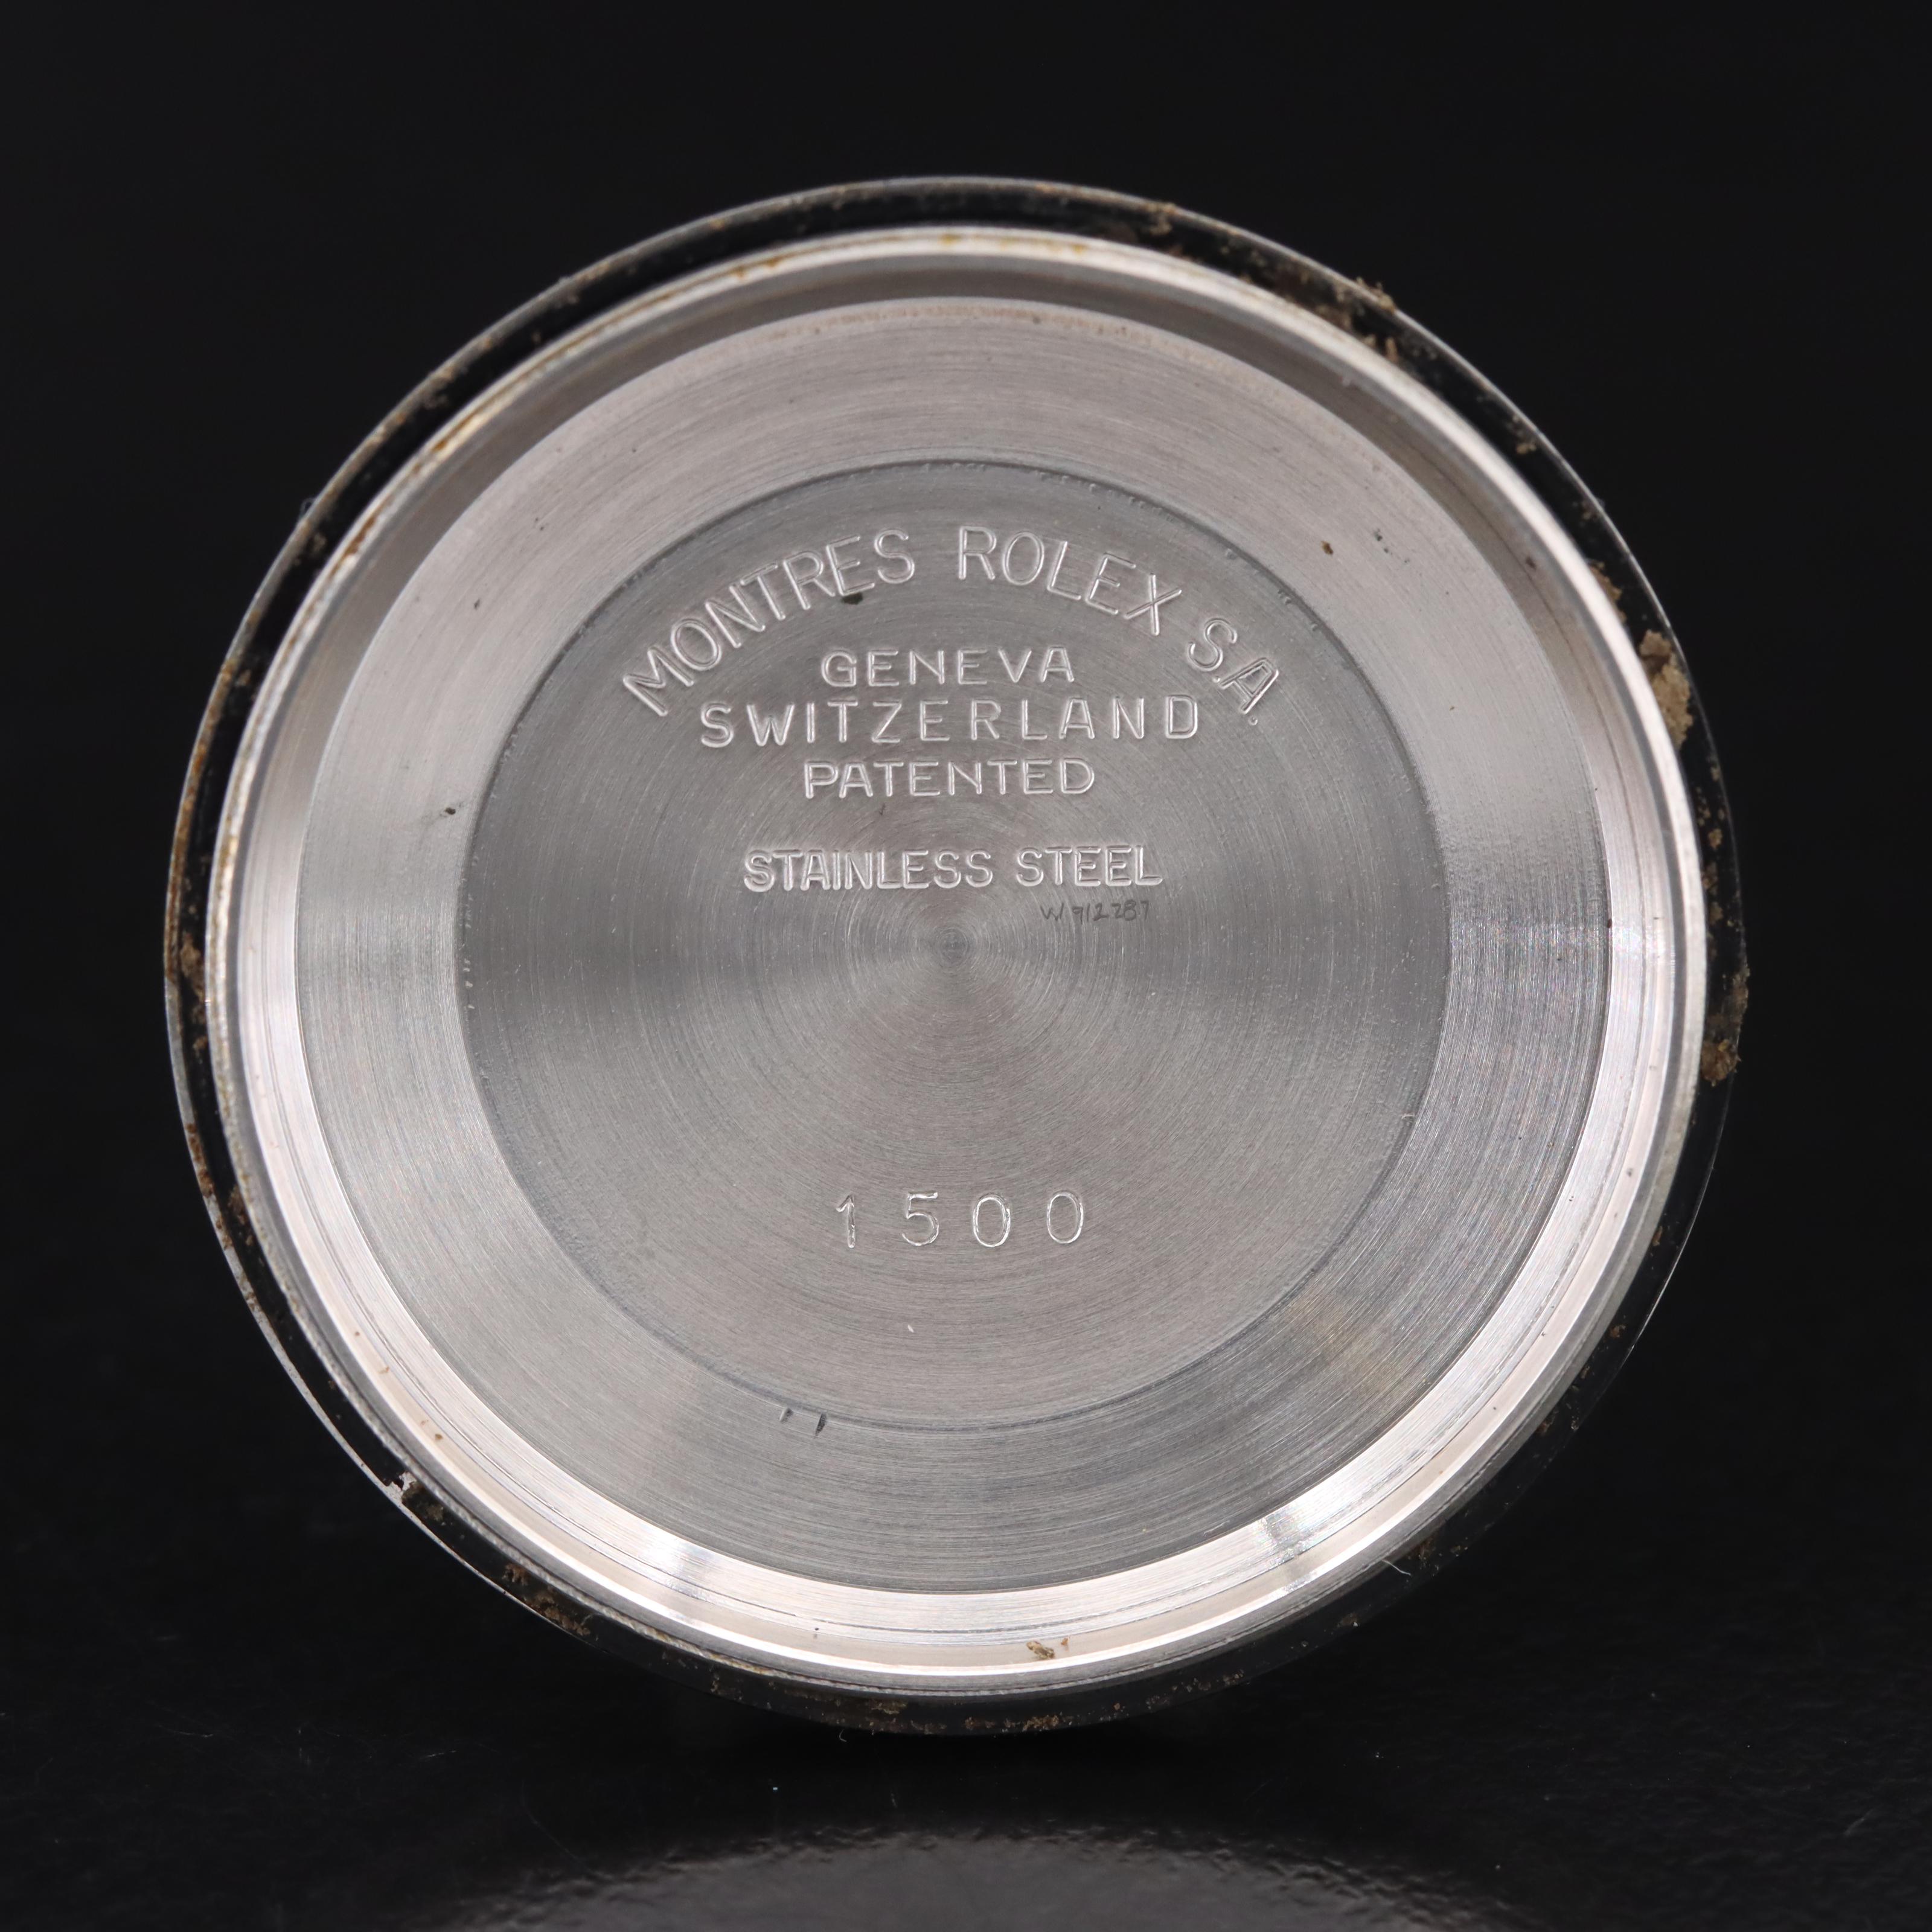 MONTRES ROLEX S.A.
GENEVA
SWITZERLAND
PATENTED
STAINLESS STEEL
1500